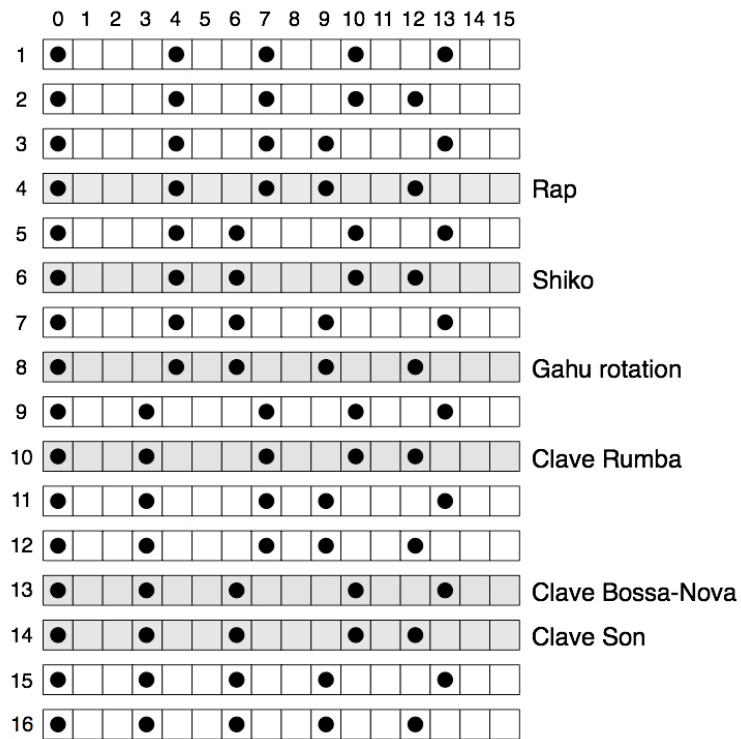 0 1 2 3 4 5 6 7 8 9 10 11 12 13 14 15
1
2
3
4 Rap
5
6 Shiko
7
8 Gahu rotation
9
10 Clave Rumba
11
12
13 Clave Bossa-Nova
14 Clave Son
15
16